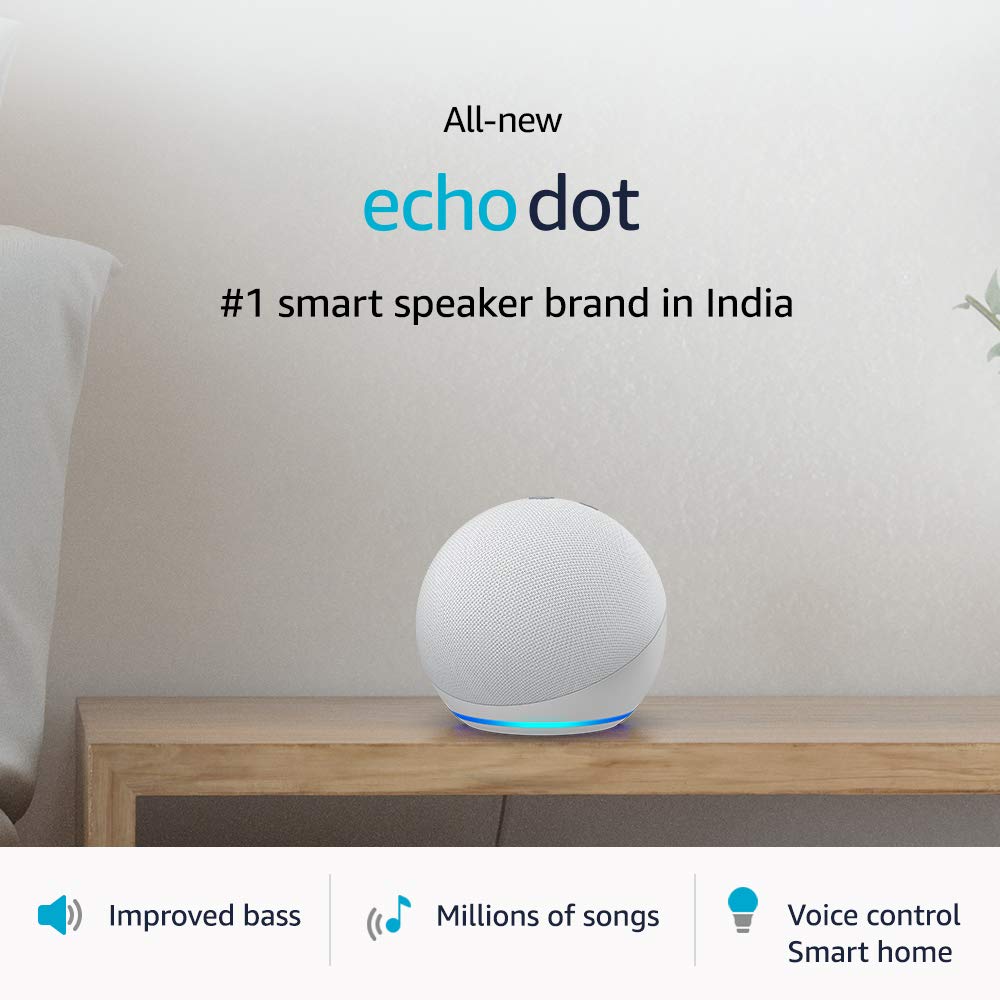 All-new
echo dot
#1 smart speaker brand in India
Improved bass
Millions of songs
Voice control
Smart home